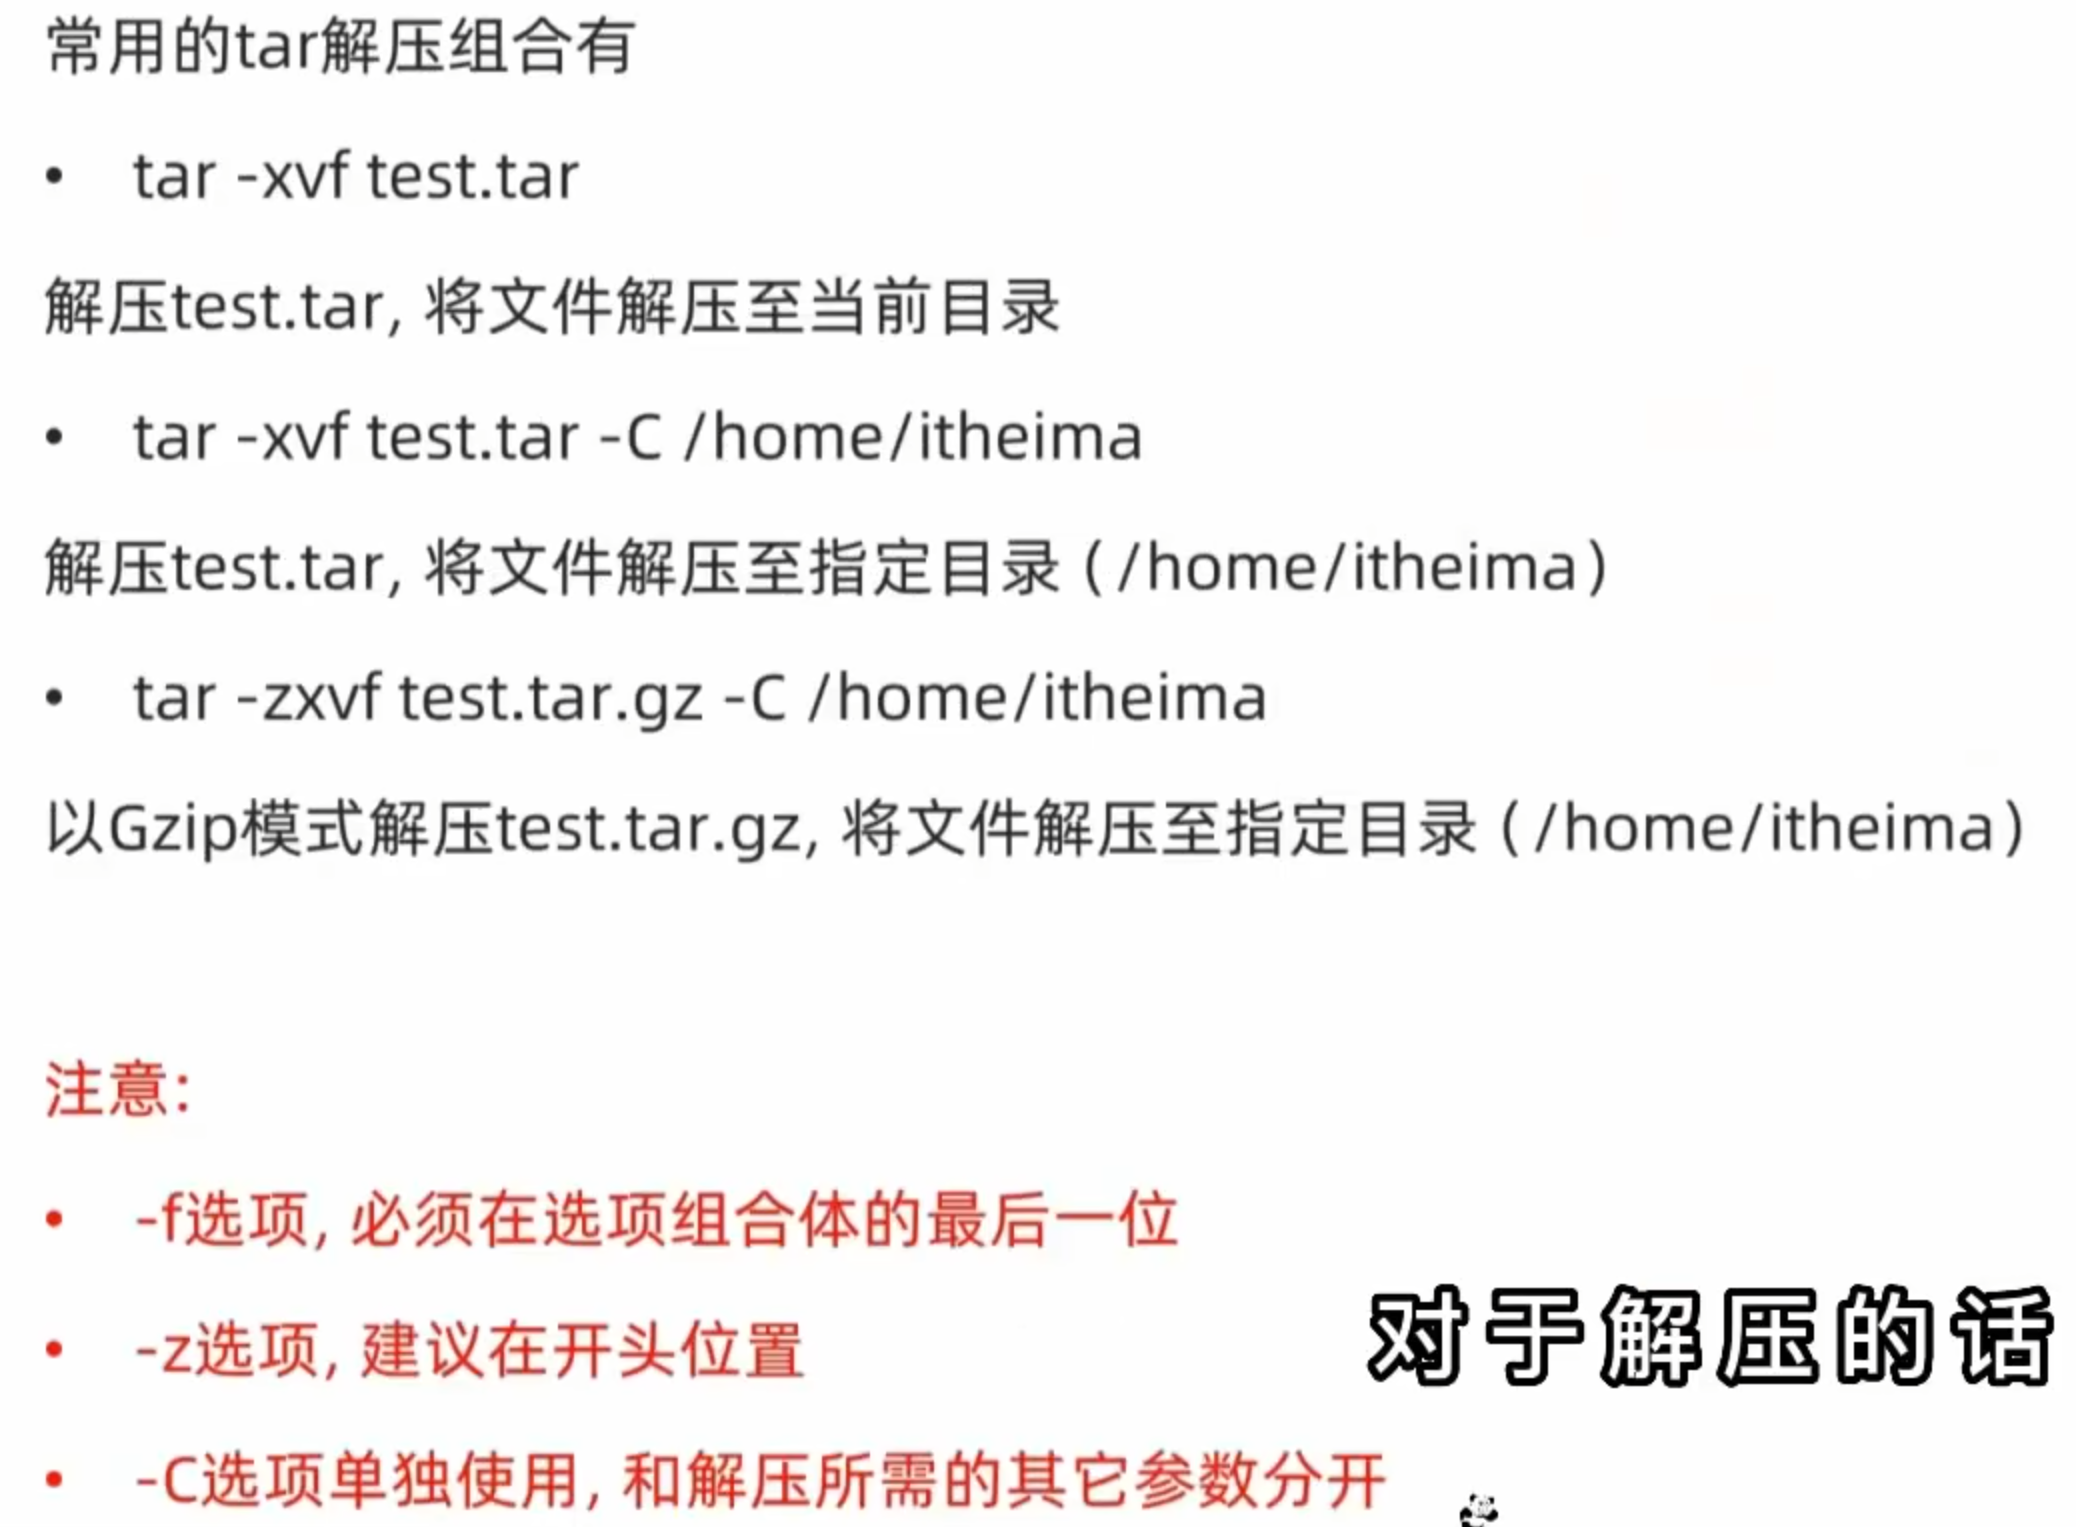 常用的tar解压组合有
• tar -xvf test.tar
解压test.tar, 将文件解压至当前目录
• tar -xvf test.tar -C /home/itheima
解压test.tar, 将文件解压至指定目录(/home/itheima)
• tar -zxvf test.tar.gz -C /home/itheima
以Gzip模式解压test.tar.gz, 将文件解压至指定目录(/home/itheima)
注意:
• -f选项, 必须在选项组合体的最后一位
• -z选项, 建议在开头位置
对于解压的话
• -C选项单独使用, 和解压所需的其它参数分开